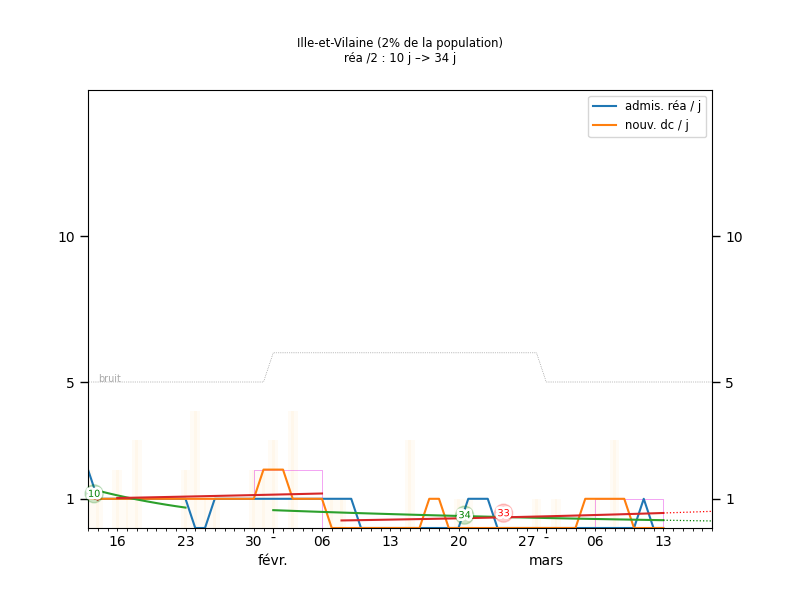 Ille-et-Vilaine (2% de la population)
réa /2 : 10 j –> 34 j
admis. réa / j
nouv. dc / j
10 10
bruit
5 5
10
34 33
1 1
16 23 30 - 06 13 20 27 - 06 13
févr. mars